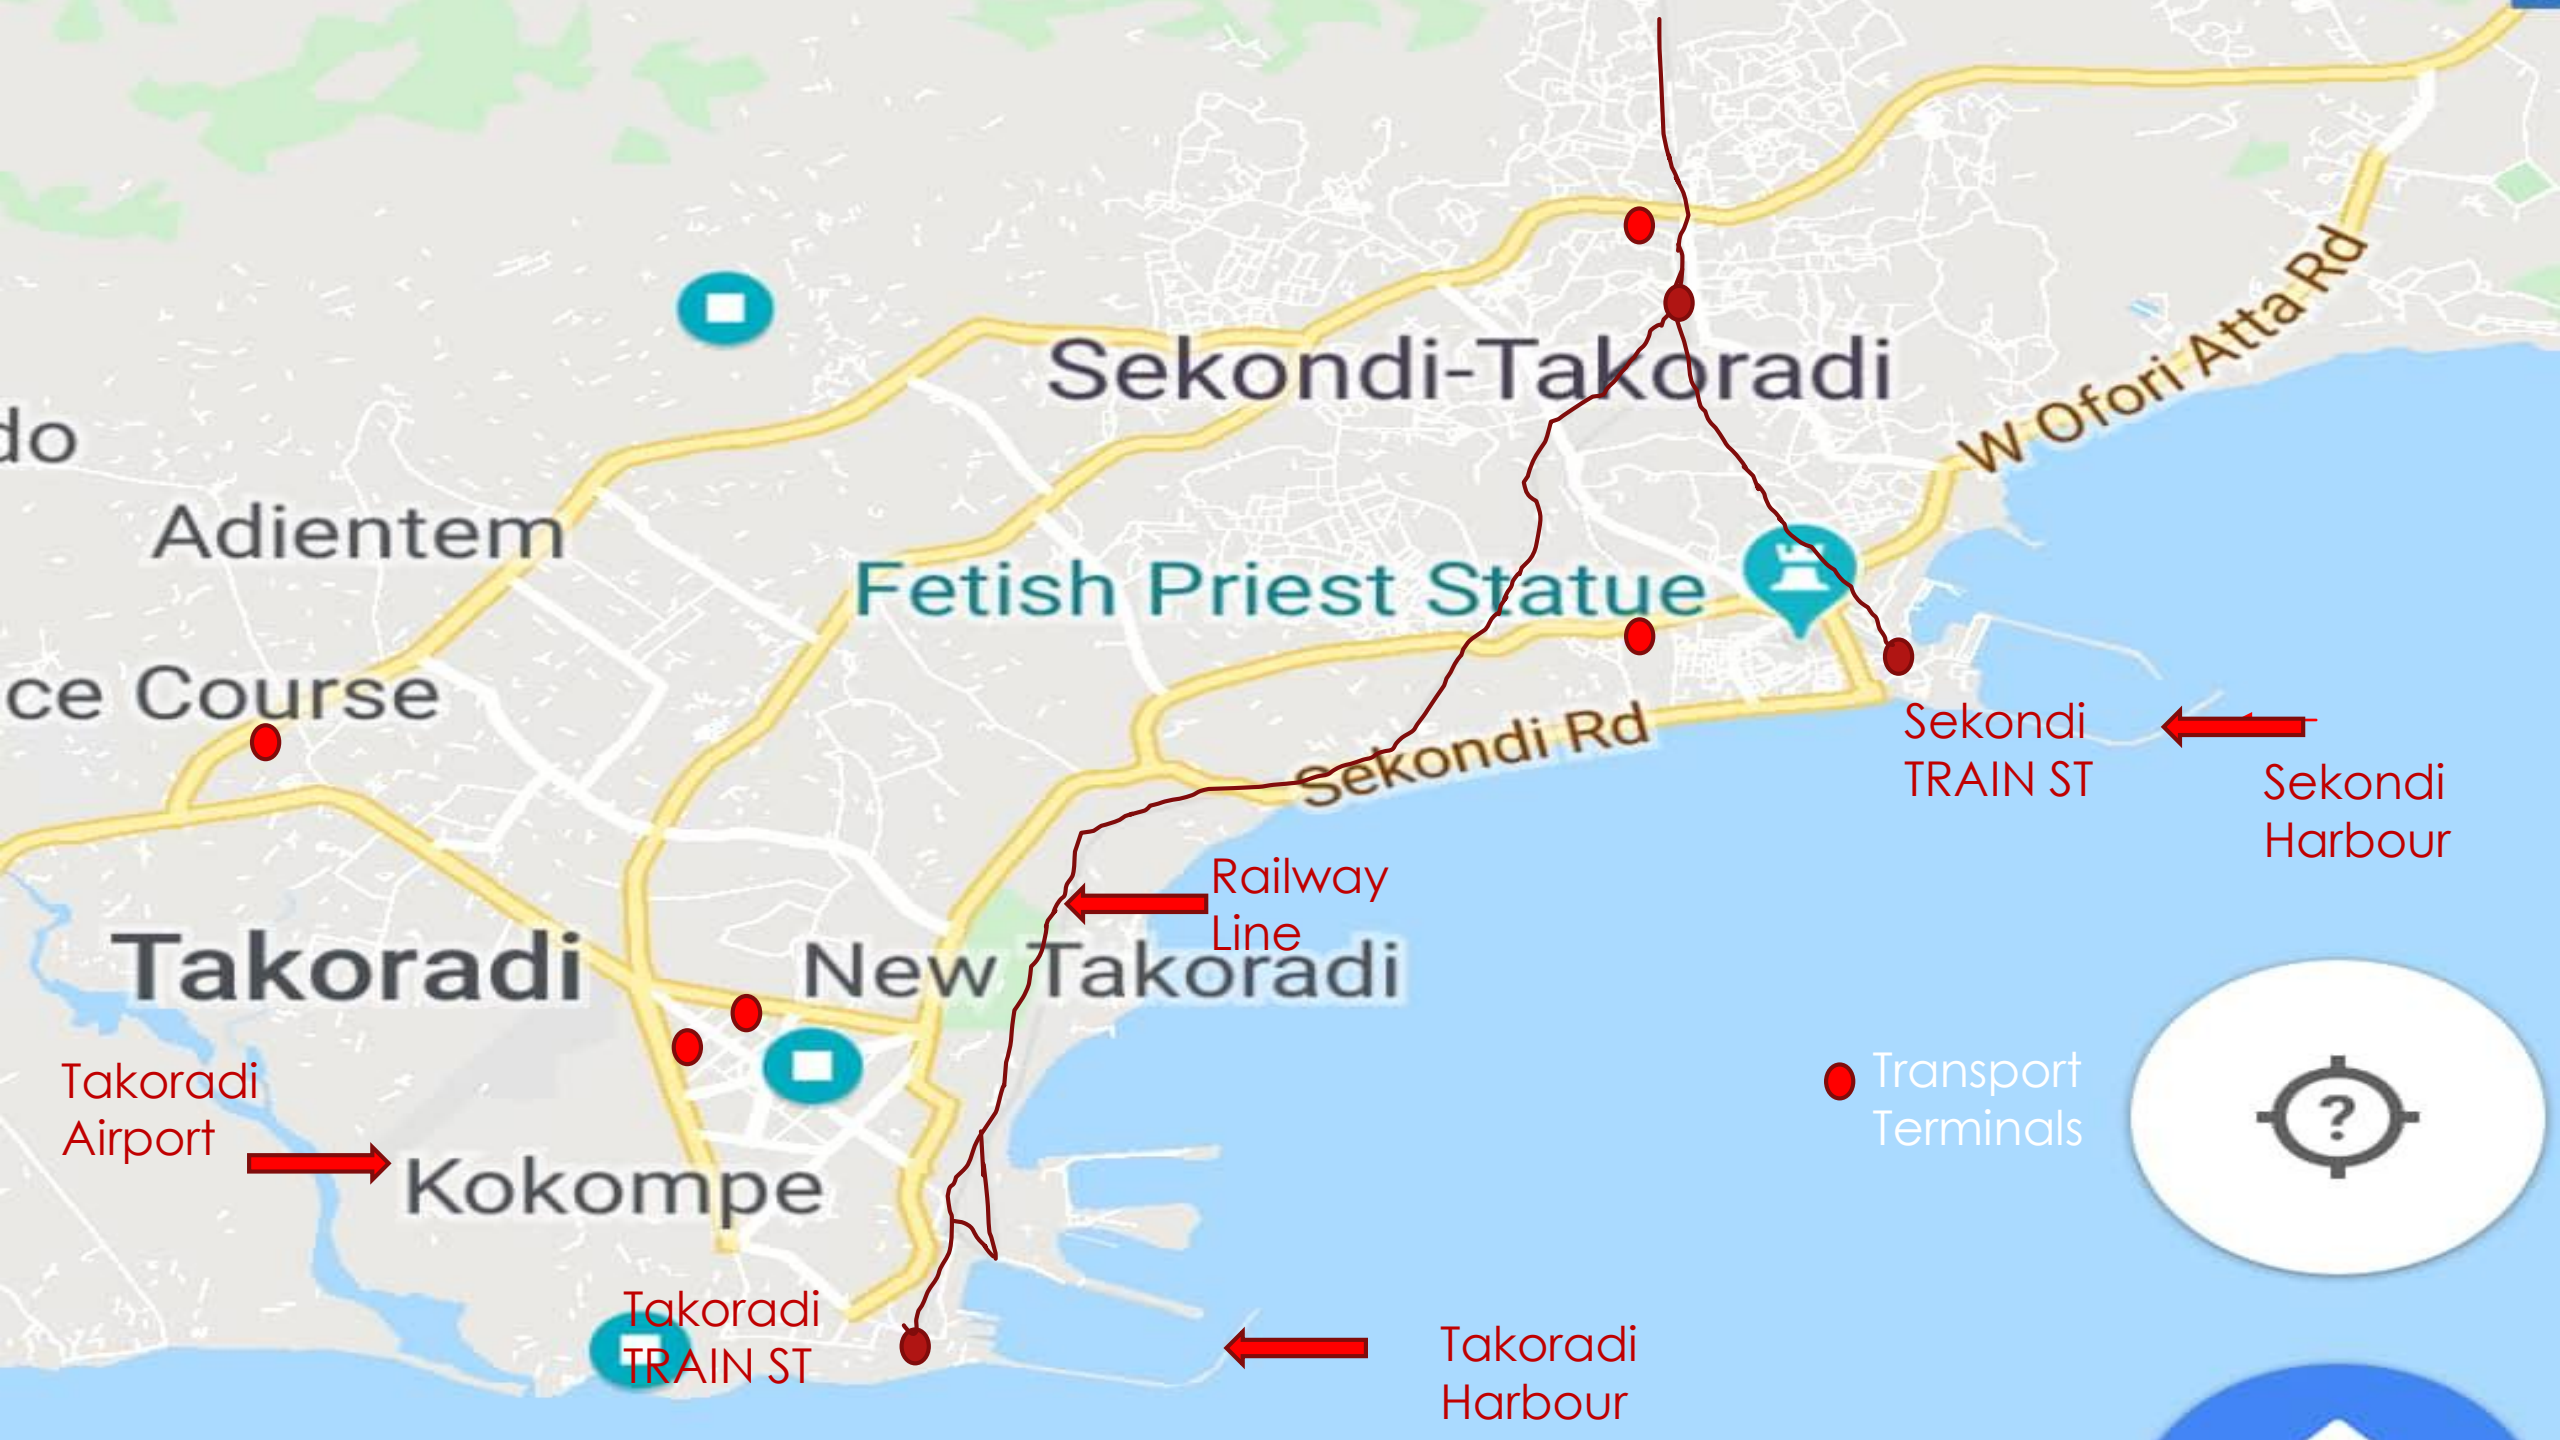 Sekondi-Takoradi
W Ofori Atta Rd
do
Adientem
Fetish Priest Statue
ce Course
Sekondi Rd
Sekondi
TRAIN ST
Sekondi
Harbour
Railway
Line
Takoradi
New Takoradi
Takoradi
Airport
Transport
Terminals
?
Kokompe
Takoradi
TRAIN ST
Takoradi
Harbour